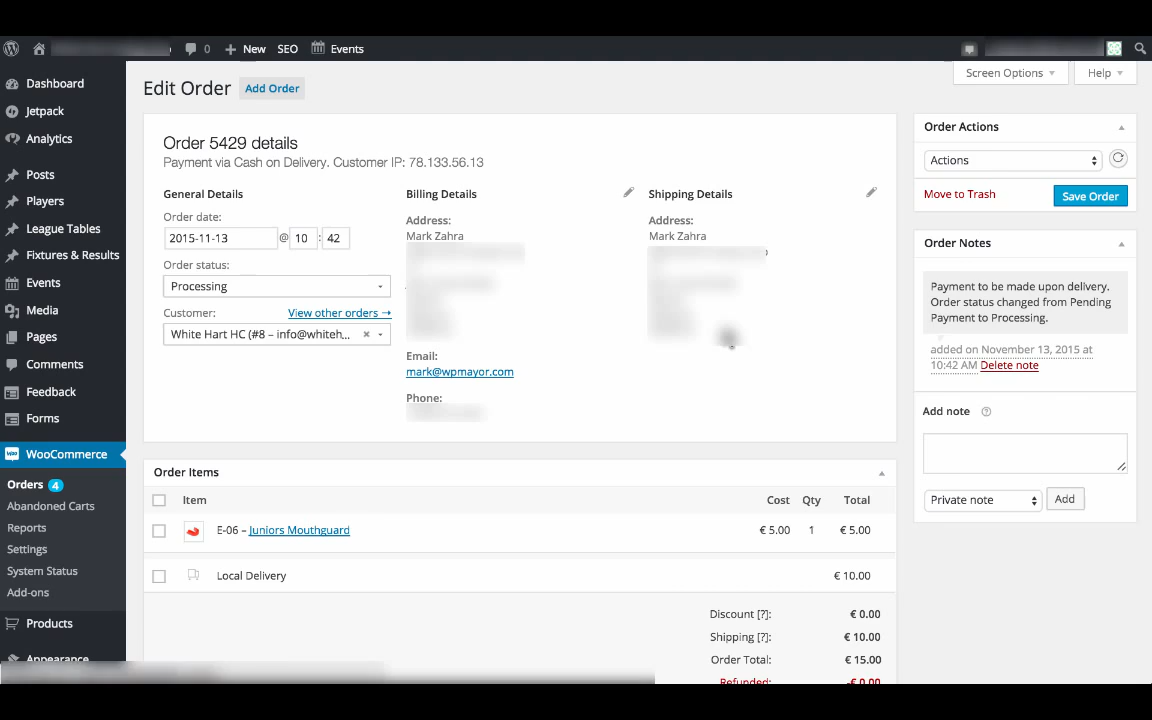 0 New SEO Events
Dashboard
Jetpack
Analytics
Posts
Players
League Tables
Fixtures & Results
Events
Media
Pages
Comments
Feedback
Forms
WooCommerce
Orders 4
Abandoned Carts
Reports
Settings
System Status
Add-ons
Products
Appearance
Screen Options Help
Edit Order Add Order
Order 5429 details
Payment via Cash on Delivery. Customer IP: 78.133.56.13
General Details
Order date:
2015-11-13 @ 10 : 42
Order status:
Processing
Customer: View other orders →
White Hart HC (#8 – info@whiteh... ×
Billing Details
Address:
Mark Zahra
Email:
mark@wpmayor.com
Phone:
Shipping Details
Address:
Mark Zahra
Order Items
Item Cost Qty Total
E-06 – Juniors Mouthguard € 5.00 1 € 5.00
Local Delivery € 10.00
Discount [?]: € 0.00
Shipping [?]: € 10.00
Order Total: € 15.00
Refunded: -€ 0.00
Order Actions
Actions
Move to Trash Save Order
Order Notes
Payment to be made upon delivery.
Order status changed from Pending
Payment to Processing.
added on November 13, 2015 at
10:42 AM Delete note
Add note ?
Private note Add